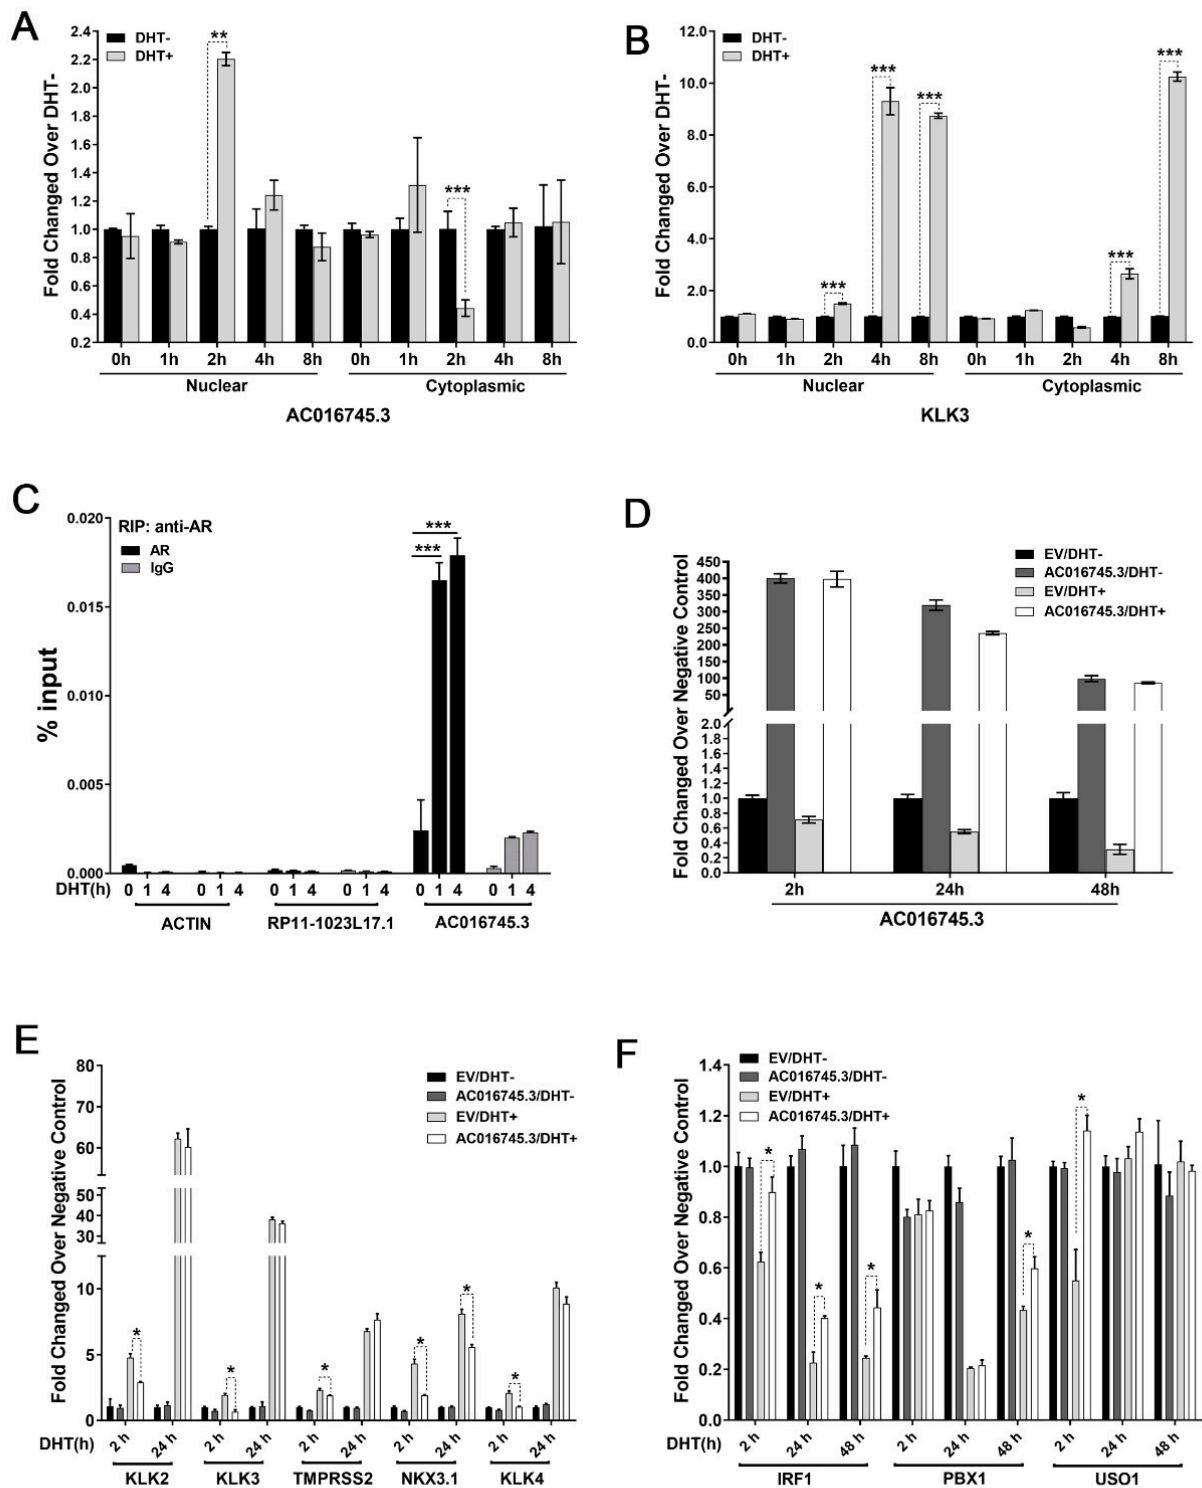 A
Fold Changed Over DHT-
2.4
2.2
2.0
1.8
1.6
1.4
1.2
1.0
0.8
0.6
0.4
0.2
DHT-
DHT+
**
***
0h 1h 2h 4h 8h 0h 1h 2h 4h 8h
Nuclear Cytoplasmic
AC016745.3
B
Fold Changed Over DHT-
12.0
10.0
8.0
6.0
4.0
2.0
0.0
DHT-
DHT+
*** *** *** *** ***
0h 1h 2h 4h 8h 0h 1h 2h 4h 8h
Nuclear Cytoplasmic
KLK3
C
% input
0.020
0.015
0.010
0.005
0.000
RIP: anti-AR
AR
IgG
***
***
DHT(h) 0 1 4 0 1 4 0 1 4 0 1 4 0 1 4 0 1 4
ACTIN RP11-1023L17.1 AC016745.3
D
Fold Changed Over Negative Control
450
400
350
300
250
200
150
100
50
2.0
1.8
1.6
1.4
1.2
1.0
0.8
0.6
0.4
0.2
0.0
EV/DHT-
AC016745.3/DHT-
EV/DHT+
AC016745.3/DHT+
2h 24h 48h
AC016745.3
E
Fold Changed Over Negative Control
80
70
60
50
40
30
10
5
0
EV/DHT-
AC016745.3/DHT-
EV/DHT+
AC016745.3/DHT+
* * * * * *
DHT(h) 2 h 24 h 2 h 24 h 2 h 24 h 2 h 24 h 2 h 24 h
KLK2 KLK3 TMPRSS2 NKX3.1 KLK4
F
Fold Changed Over Negative Control
1.4
1.2
1.0
0.8
0.6
0.4
0.2
0.0
EV/DHT-
AC016745.3/DHT-
EV/DHT+
AC016745.3/DHT+
* * * * *
DHT(h) 2 h 24 h 48 h 2 h 24 h 48 h 2 h 24 h 48 h
IRF1 PBX1 USO1